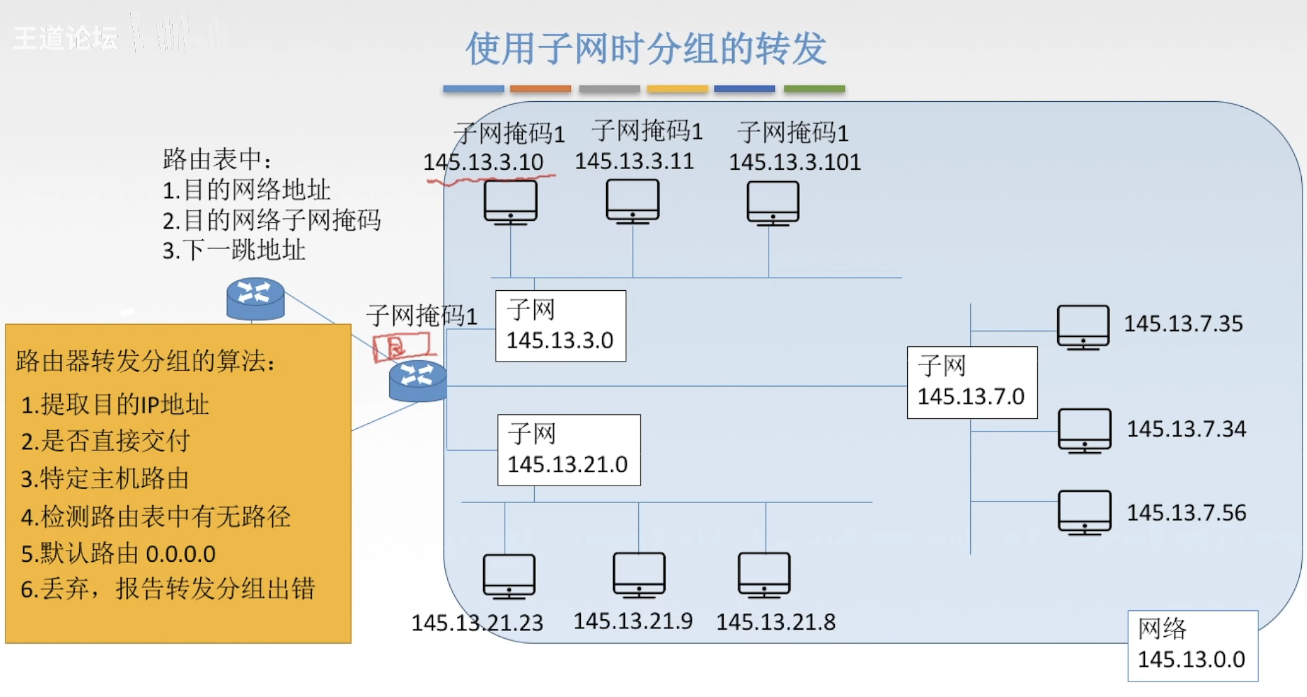 王道论坛
使用子网时分组的转发
子网掩码1
子网掩码1
子网掩码1
145.13.3.10
145.13.3.11
145.13.3.101
路由表中：
1.目的网络地址
2.目的网络子网掩码
3.下一跳地址
子网掩码1
子网
145.13.3.0
145.13.7.35
子网
145.13.7.0
145.13.7.34
145.13.7.56
子网
145.13.21.0
路由器转发分组的算法：
1.提取目的IP地址
2.是否直接交付
3.特定主机路由
4.检测路由表中有无路径
5.默认路由 0.0.0.0
6.丢弃，报告转发分组出错
145.13.21.23
145.13.21.9
145.13.21.8
网络
145.13.0.0